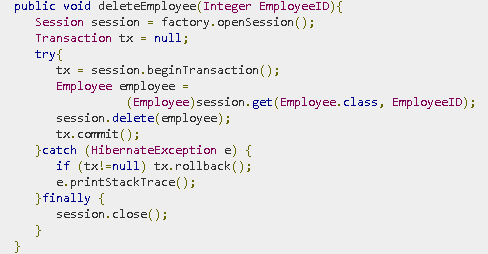 public void deleteEmployee(Integer EmployeeID){
Session session = factory.openSession();
Transaction tx = null;
try{
tx = session.beginTransaction();
Employee employee =
(Employee)session.get(Employee.class, EmployeeID);
session.delete(employee);
tx.commit();
}catch (HibernateException e) {
if (tx!=null) tx.rollback();
e.printStackTrace();
}finally {
session.close();
}
}